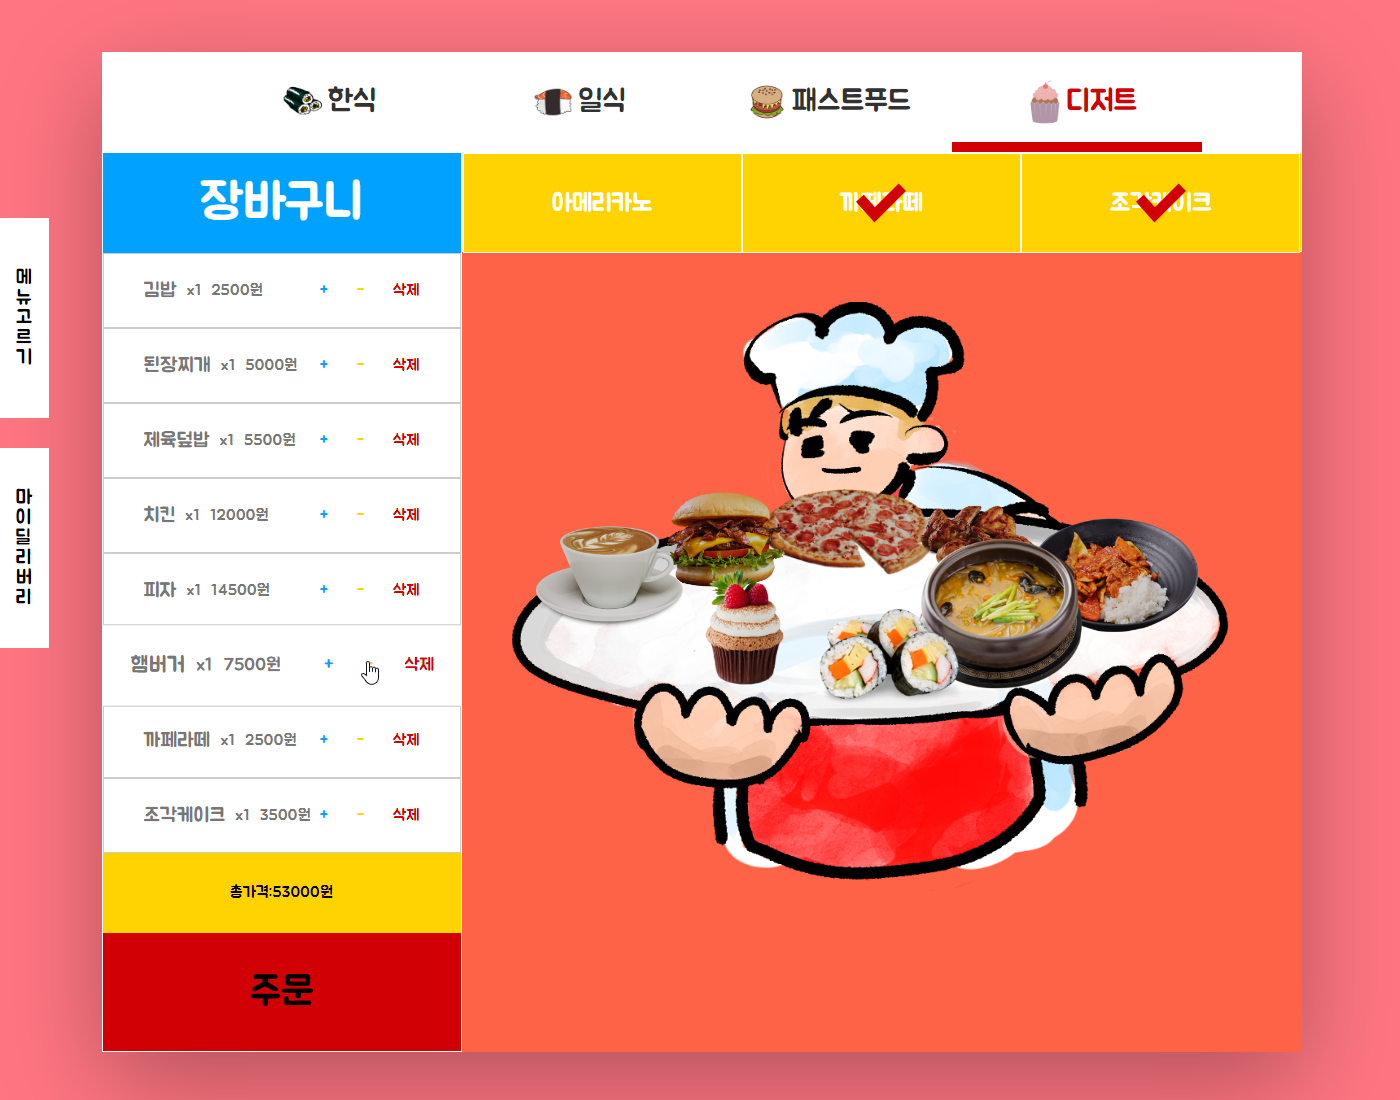 한식 일식 패스트푸드 디저트
장바구니 아메리카노 까페라떼 조각케이크
메뉴고르기
마이딜리버리
김밥 x1 2500원 + - 삭제
된장찌개 x1 5000원 + - 삭제
제육덮밥 x1 5500원 + - 삭제
치킨 x1 12000원 + - 삭제
피자 x1 14500원 + - 삭제
햄버거 x1 7500원 + 삭제
까페라떼 x1 2500원 + - 삭제
조각케이크 x1 3500원 + - 삭제
총가격:53000원
주문